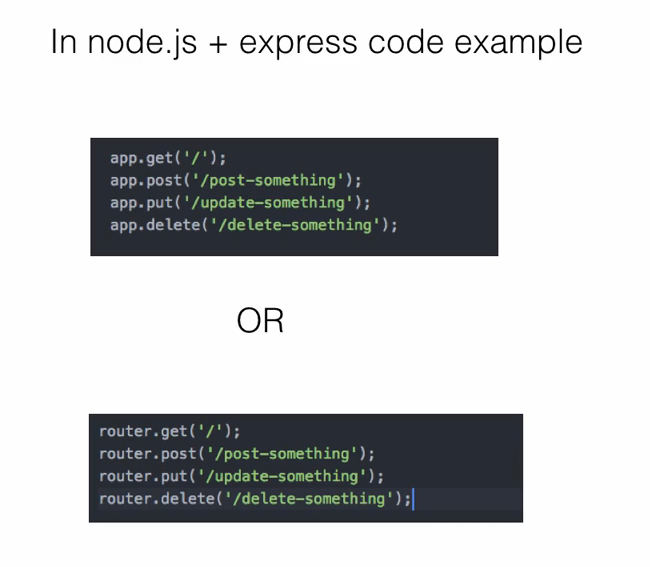 In node.js + express code example
app.get('/');
app.post('/post-something');
app.put('/update-something');
app.delete('/delete-something');
OR
router.get('/');
router.post('/post-something');
router.put('/update-something');
router.delete('/delete-something');